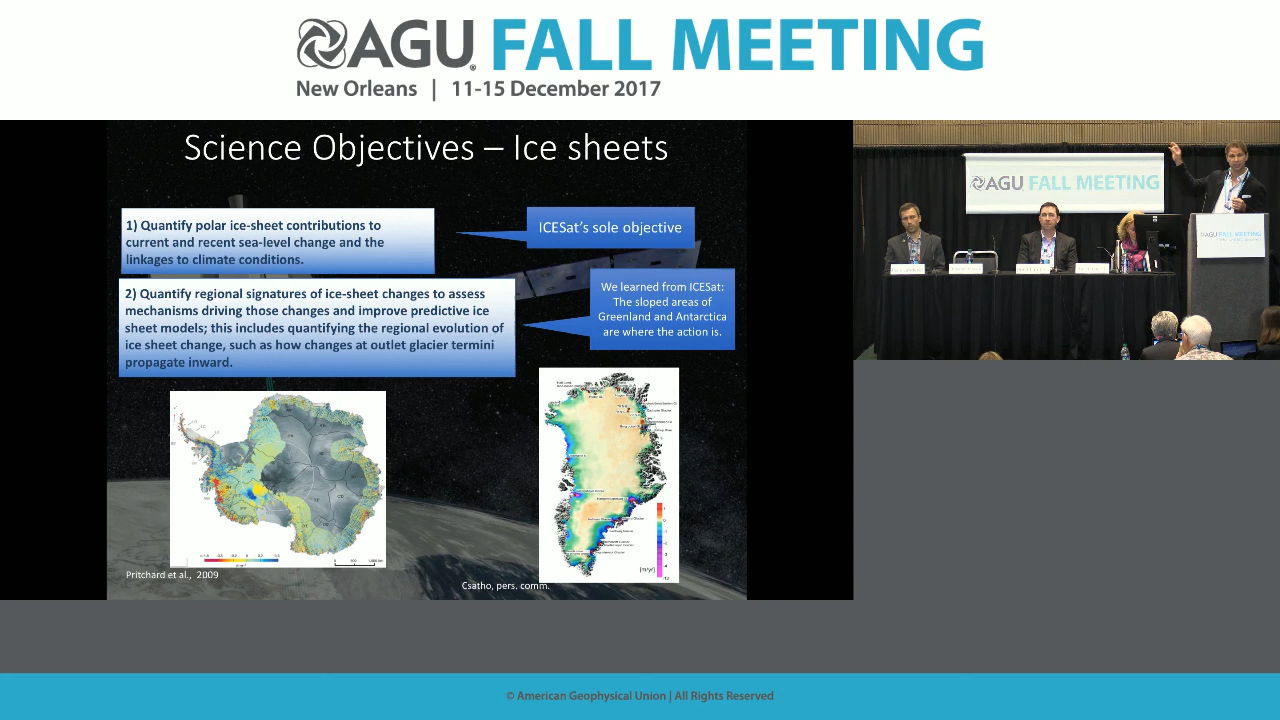 AGU FALL MEETING
New Orleans | 11-15 December 2017
Science Objectives – Ice sheets
1) Quantify polar ice-sheet contributions to
current and recent sea-level change and the
linkages to climate conditions.
ICESat's sole objective
2) Quantify regional signatures of ice-sheet changes to assess
mechanisms driving those changes and improve predictive ice
sheet models; this includes quantifying the regional evolution of
ice sheet change, such as how changes at outlet glacier termini
propagate inward.
We learned from ICESat:
The sloped areas of
Greenland and Antarctica
are where the action is.
Pritchard et al., 2009
Csatho, pers. comm.
(m/yr)
AGU FALL MEETING
AGU FALL MEETING
© American Geophysical Union | All Rights Reserved